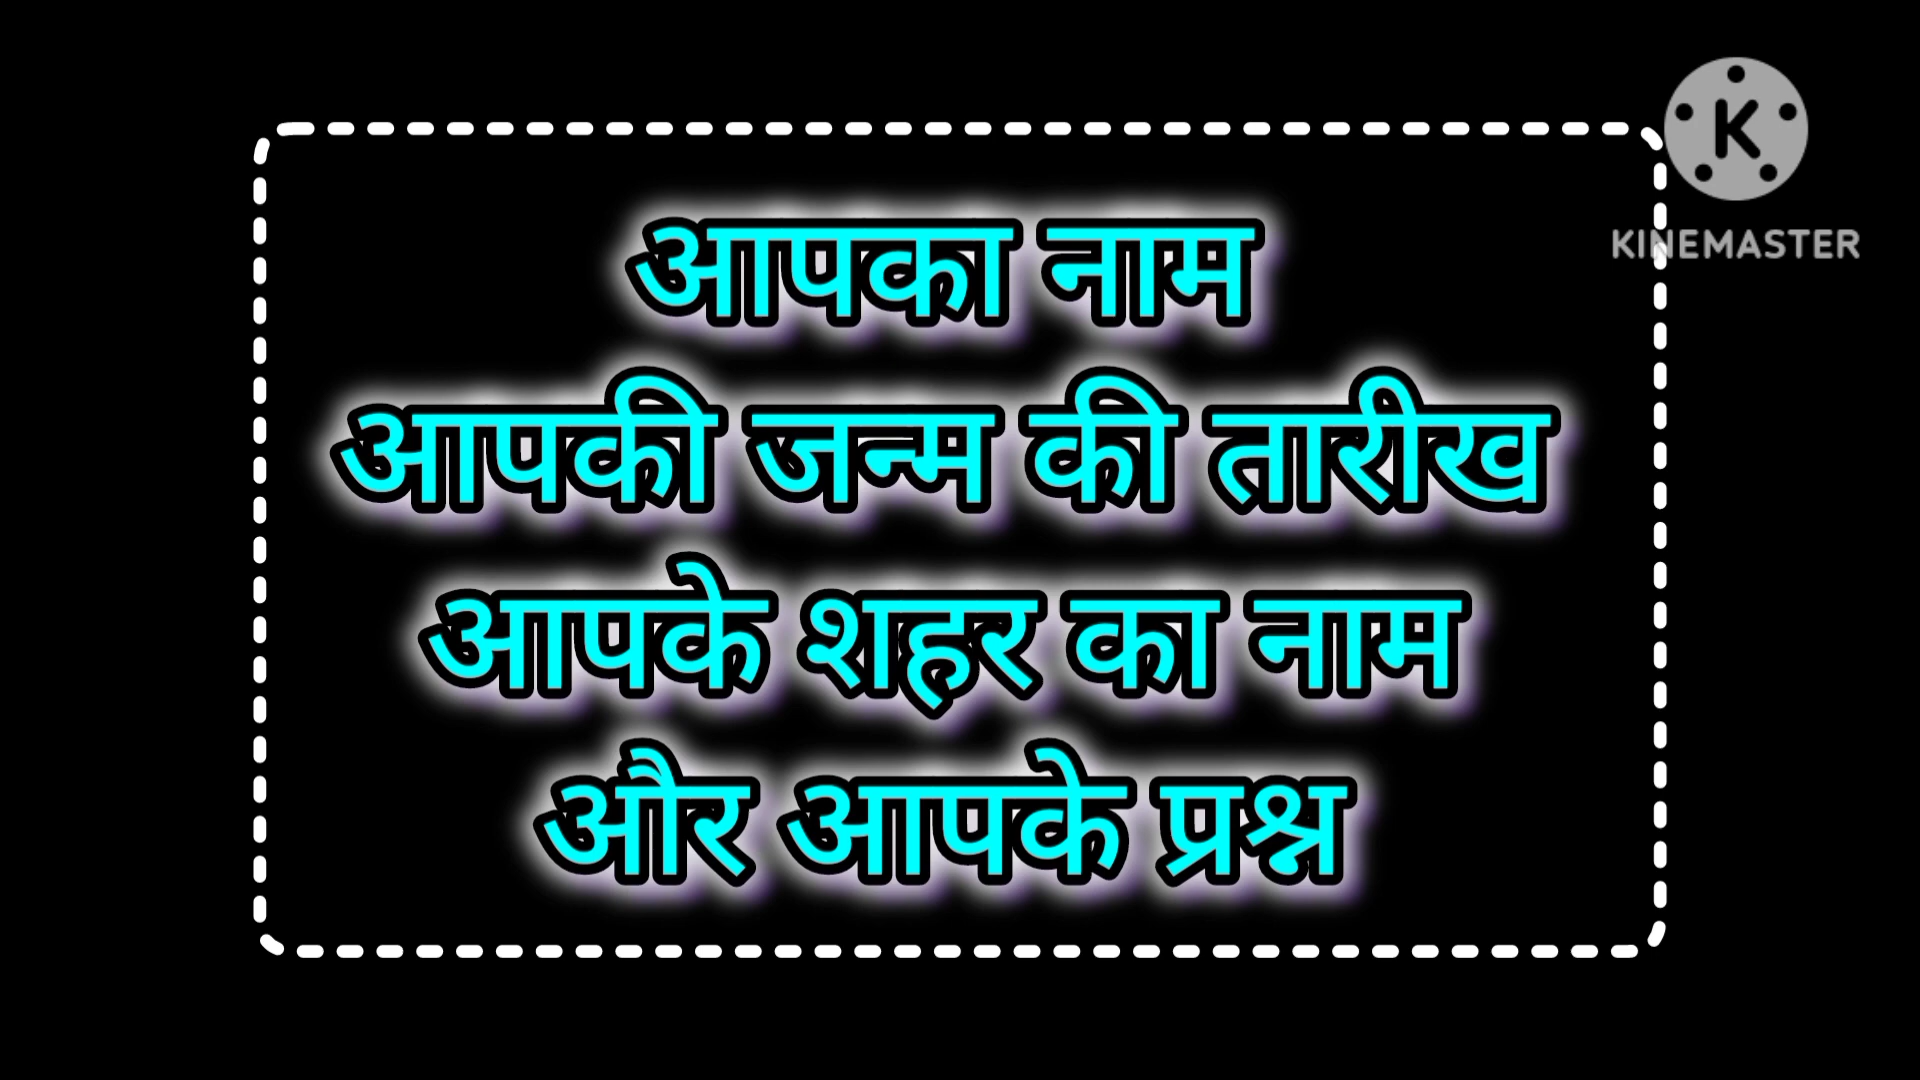 आपका नाम
आपकी जन्म की तारीख
आपके शहर का नाम
और आपके प्रश्न
K
KINEMASTER